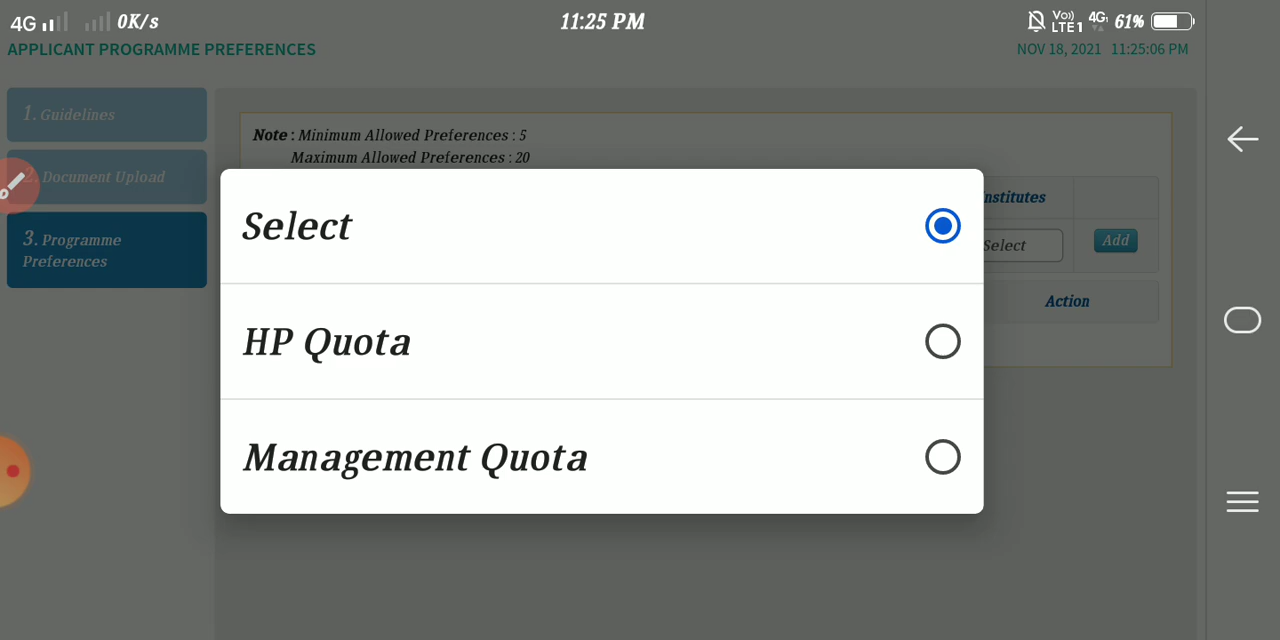 4G 0K/s 11:25 PM Vo)) LTE1 4G 61%
APPLICANT PROGRAMME PREFERENCES NOV 18, 2021 11:25:06 PM
1. Guidelines
2. Document Upload
3. Programme
Preferences
Note : Minimum Allowed Preferences : 5
Maximum Allowed Preferences : 20
nstitutes
Select Add
Action
Select
HP Quota
Management Quota